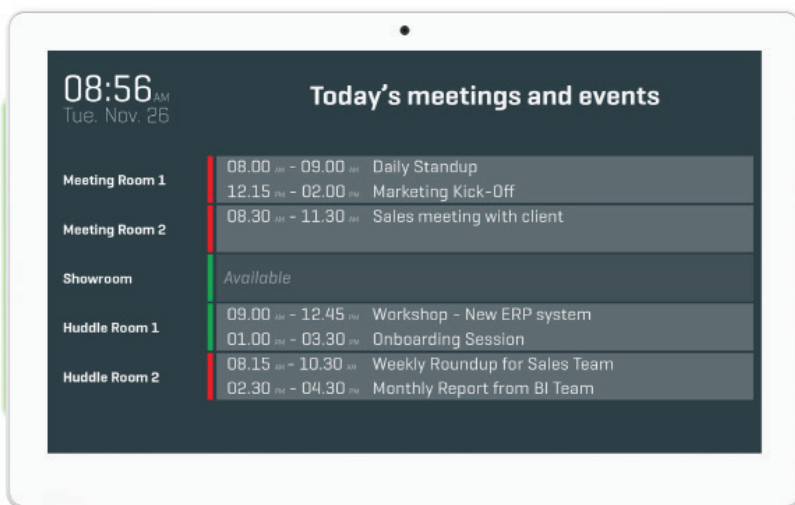 08:56 AM
Tue. Nov. 26
Today's meetings and events
Meeting Room 1
08.00 AM - 09.00 AM Daily Standup
12.15 PM - 02.00 PM Marketing Kick-Off
Meeting Room 2
08.30 AM - 11.30 AM Sales meeting with client
Showroom
Available
Huddle Room 1
09.00 AM - 12.45 PM Workshop - New ERP system
01.00 PM - 03.30 PM Onboarding Session
Huddle Room 2
08.15 AM - 10.30 AM Weekly Roundup for Sales Team
02.30 PM - 04.30 PM Monthly Report from BI Team